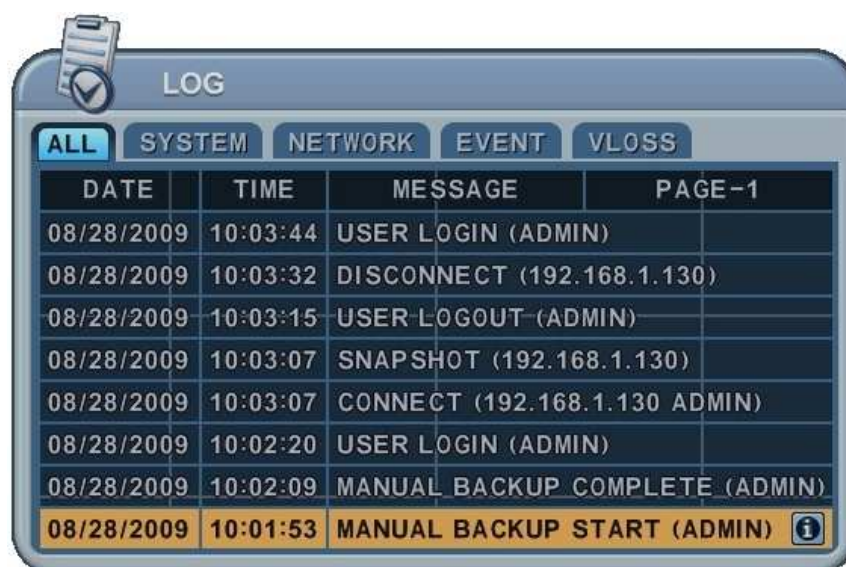 LOG
ALL SYSTEM NETWORK EVENT VLOSS
DATE TIME MESSAGE PAGE-1
08/28/2009 10:03:44 USER LOGIN (ADMIN)
08/28/2009 10:03:32 DISCONNECT (192.168.1.130)
08/28/2009 10:03:15 USER LOGOUT (ADMIN)
08/28/2009 10:03:07 SNAPSHOT (192.168.1.130)
08/28/2009 10:03:07 CONNECT (192.168.1.130 ADMIN)
08/28/2009 10:02:20 USER LOGIN (ADMIN)
08/28/2009 10:02:09 MANUAL BACKUP COMPLETE (ADMIN)
08/28/2009 10:01:53 MANUAL BACKUP START (ADMIN)